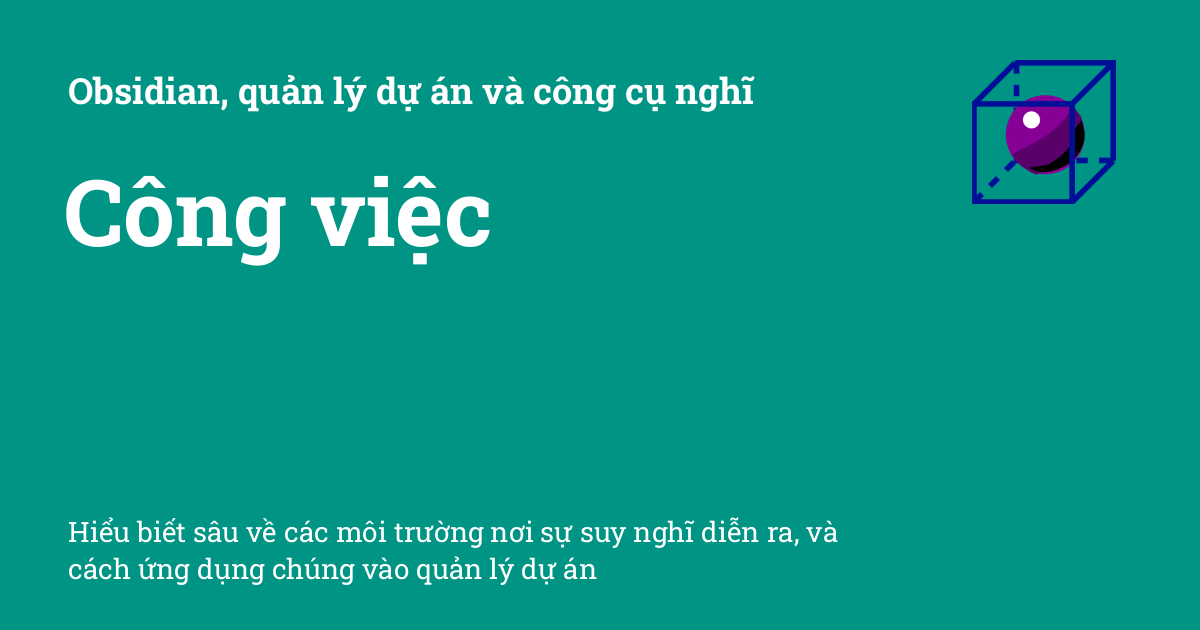 Obsidian, quản lý dự án và công cụ nghĩ
Công việc
Hiểu biết sâu về các môi trường nơi sự suy nghĩ diễn ra, và
cách ứng dụng chúng vào quản lý dự án